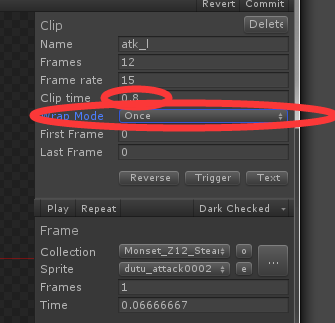 Revert Commit
Clip Delete
Name atk_l
Frames 12
Frame rate 15
Clip time 0.8
Wrap Mode Once
First Frame 0
Last Frame 0
Reverse Trigger Text
Play Repeat Dark Checked
Frame
Collection Monset_Z12_Stear o
Sprite dutu_attack0002 e ...
Frames 1
Time 0.06666667